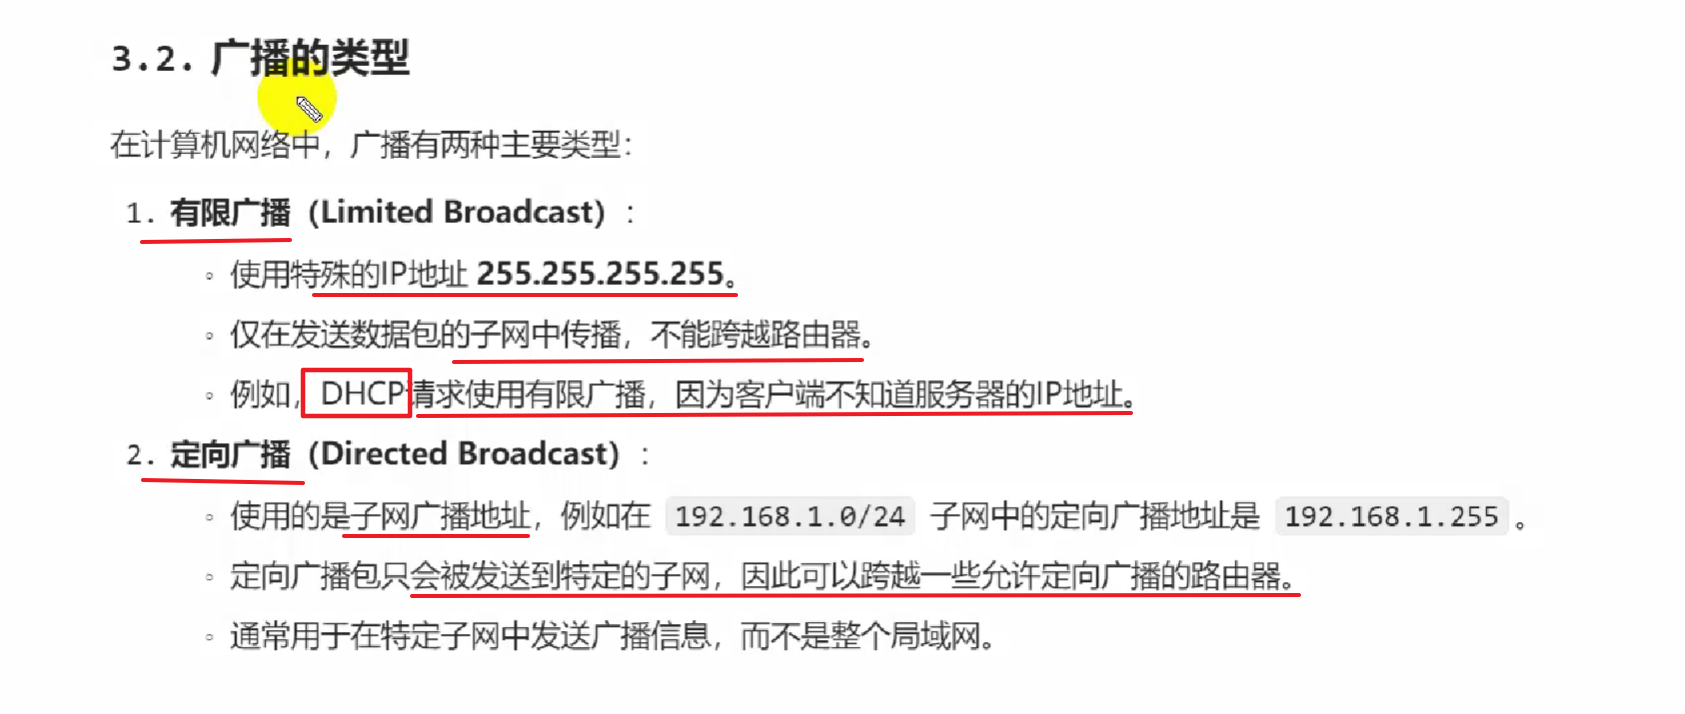 3.2. 广播的类型
在计算机网络中，广播有两种主要类型：
1. 有限广播（Limited Broadcast）：
◦ 使用特殊的IP地址 255.255.255.255。
◦ 仅在发送数据包的子网中传播，不能跨越路由器。
◦ 例如，DHCP请求使用有限广播，因为客户端不知道服务器的IP地址。
2. 定向广播（Directed Broadcast）：
◦ 使用的是子网广播地址，例如在 192.168.1.0/24 子网中的定向广播地址是 192.168.1.255 。
◦ 定向广播包只会被发送到特定的子网，因此可以跨越一些允许定向广播的路由器。
◦ 通常用于在特定子网中发送广播信息，而不是整个局域网。